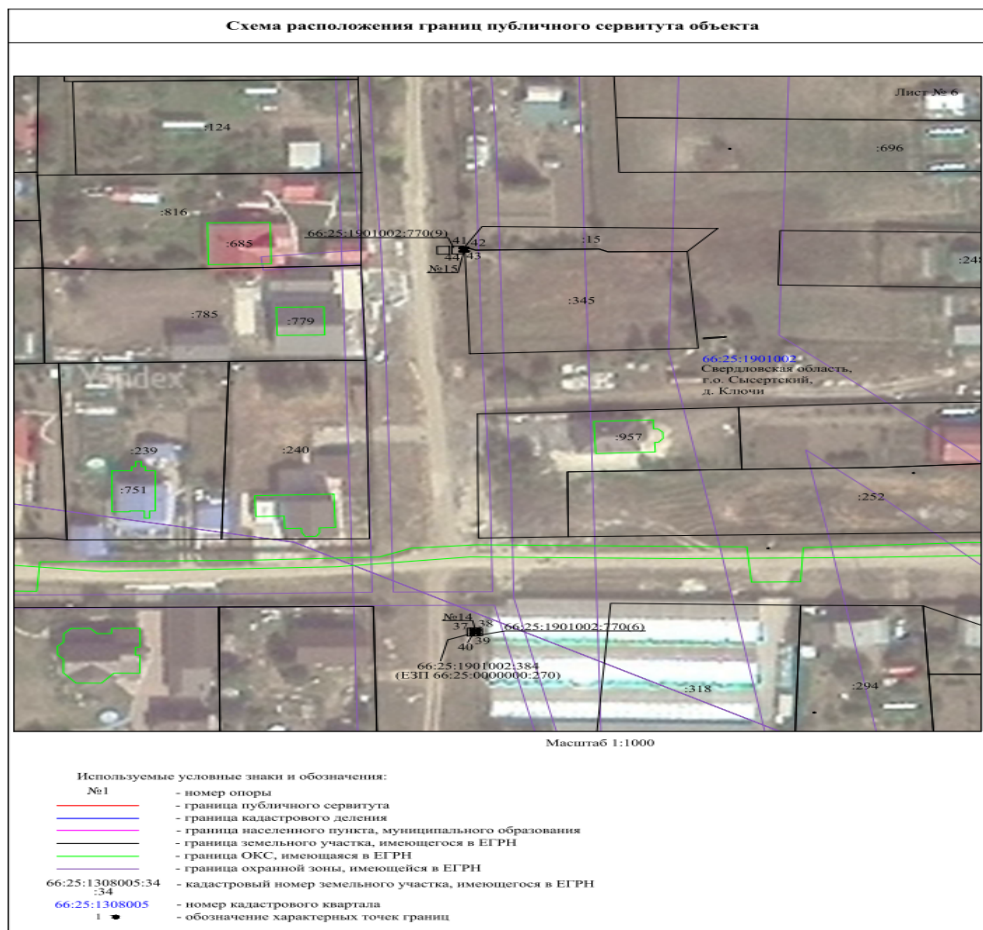 Схема расположения границ публичного сервитута объекта
Лист № 6
:124
:696
:816
66:25:1901002:770(9)
41
42
:15
:685
44
43
:248
№15
:345
:785
:779
66:25:1901002
Свердловская область,
г.о. Сысертский,
д. Ключи
Yandex
:957
:239
:240
:751
:252
№14
37
38
66:25:1901002:770(6)
39
40
66:25:1901002:384
(ЕЗП 66:25:0000000:270)
:318
:294
Масштаб 1:1000
Используемые условные знаки и обозначения:
№1 - номер опоры
- граница публичного сервитута
- граница кадастрового деления
- граница населенного пункта, муниципального образования
- граница земельного участка, имеющегося в ЕГРН
- граница ОКС, имеющаяся в ЕГРН
- граница охранной зоны, имеющейся в ЕГРН
66:25:1308005:34 - кадастровый номер земельного участка, имеющегося в ЕГРН
:34
66:25:1308005 - номер кадастрового квартала
1 - обозначение характерных точек границ